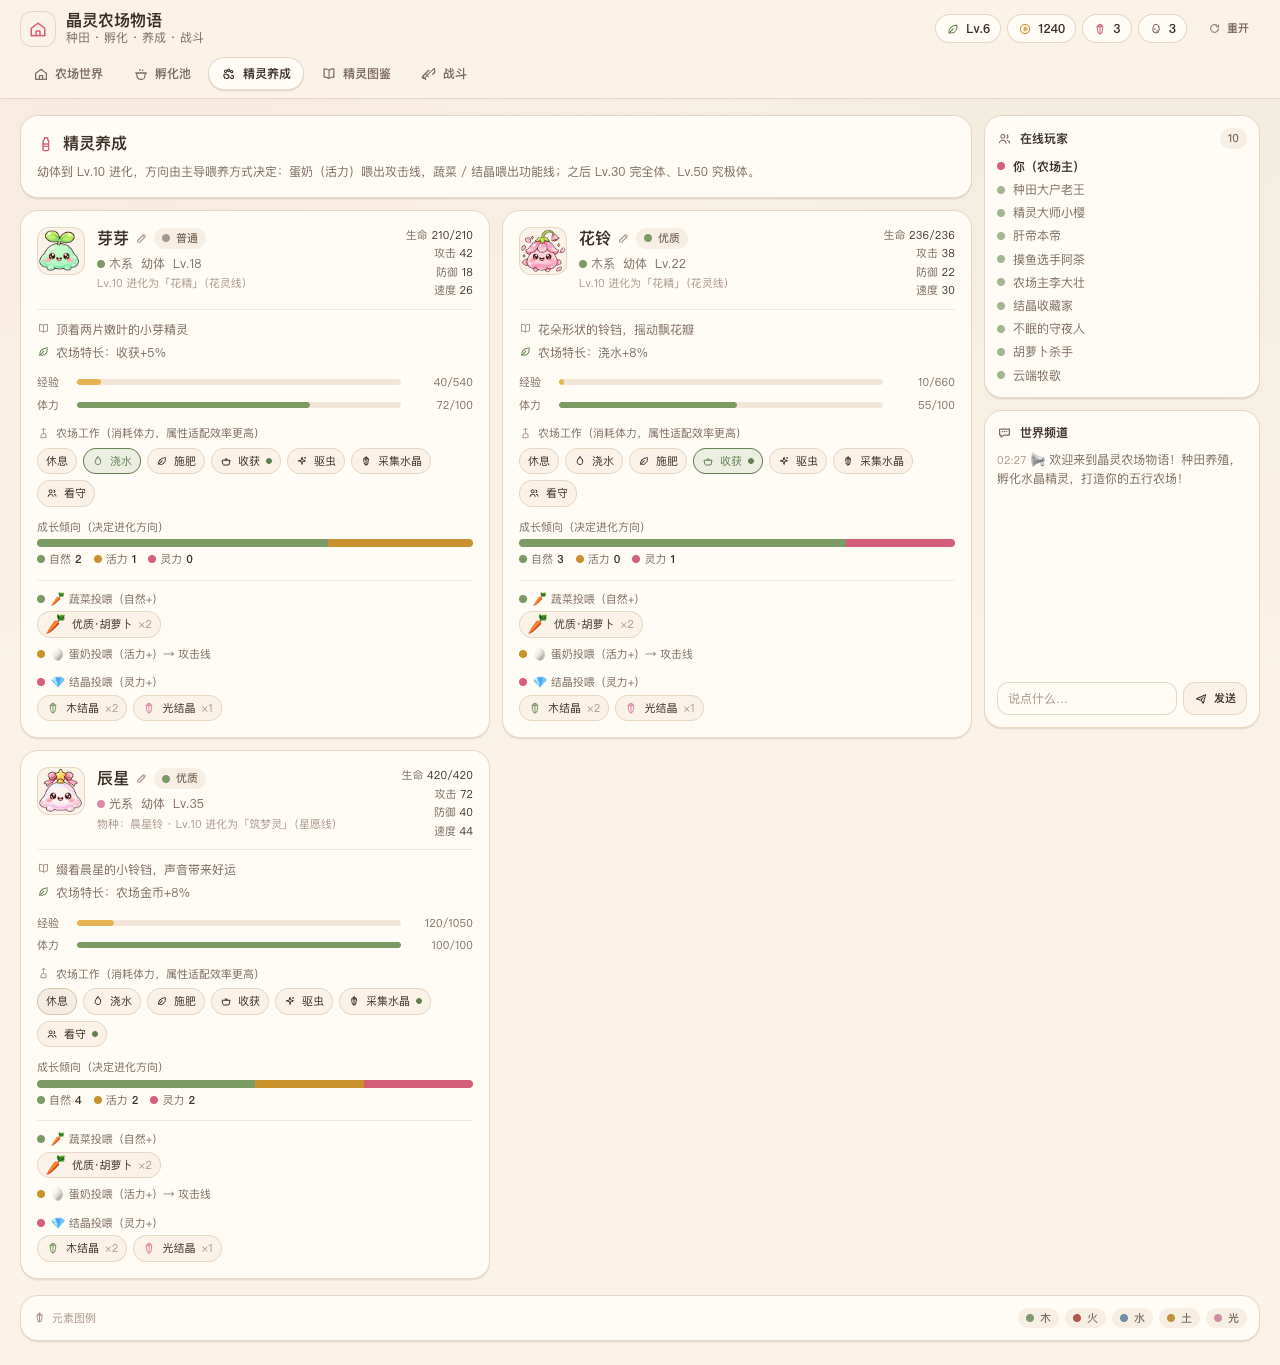 晶灵农场物语
种田 · 孵化 · 养成 · 战斗
Lv.6
1240
3
3
重开
农场世界
孵化池
精灵养成
精灵图鉴
战斗
精灵养成
幼体到 Lv.10 进化，方向由主导喂养方式决定：蛋奶（活力）喂出攻击线，蔬菜 / 结晶喂出功能线；之后 Lv.30 完全体、Lv.50 究极体。
芽芽
普通
木系 幼体 Lv.18
Lv.10 进化为「花精」（花灵线）
生命 210/210
攻击 42
防御 18
速度 26
顶着两片嫩叶的小芽精灵
农场特长：收获+5%
经验
40/540
体力
72/100
农场工作（消耗体力，属性适配效率更高）
休息
浇水
施肥
收获
驱虫
采集水晶
看守
成长倾向（决定进化方向）
自然 2
活力 1
灵力 0
蔬菜投喂（自然+）
优质·胡萝卜 ×2
蛋奶投喂（活力+）→ 攻击线
结晶投喂（灵力+）
木结晶 ×2
光结晶 ×1
花铃
优质
木系 幼体 Lv.22
Lv.10 进化为「花精」（花灵线）
生命 236/236
攻击 38
防御 22
速度 30
花朵形状的铃铛，摇动飘花瓣
农场特长：浇水+8%
经验
10/660
体力
55/100
农场工作（消耗体力，属性适配效率更高）
休息
浇水
施肥
收获
驱虫
采集水晶
看守
成长倾向（决定进化方向）
自然 3
活力 0
灵力 1
蔬菜投喂（自然+）
优质·胡萝卜 ×2
蛋奶投喂（活力+）→ 攻击线
结晶投喂（灵力+）
木结晶 ×2
光结晶 ×1
辰星
优质
光系 幼体 Lv.35
物种：晨星铃 · Lv.10 进化为「筑梦灵」（星愿线）
生命 420/420
攻击 72
防御 40
速度 44
缀着晨星的小铃铛，声音带来好运
农场特长：农场金币+8%
经验
120/1050
体力
100/100
农场工作（消耗体力，属性适配效率更高）
休息
浇水
施肥
收获
驱虫
采集水晶
看守
成长倾向（决定进化方向）
自然 4
活力 2
灵力 2
蔬菜投喂（自然+）
优质·胡萝卜 ×2
蛋奶投喂（活力+）→ 攻击线
结晶投喂（灵力+）
木结晶 ×2
光结晶 ×1
在线玩家
10
你（农场主）
种田大户老王
精灵大师小樱
肝帝本帝
摸鱼选手阿茶
农场主李大壮
结晶收藏家
不眠的守夜人
胡萝卜杀手
云端牧歌
世界频道
02:27 欢迎来到晶灵农场物语！种田养殖，
孵化水晶精灵，打造你的五行农场！
说点什么...
发送
元素图例
木
火
水
土
光